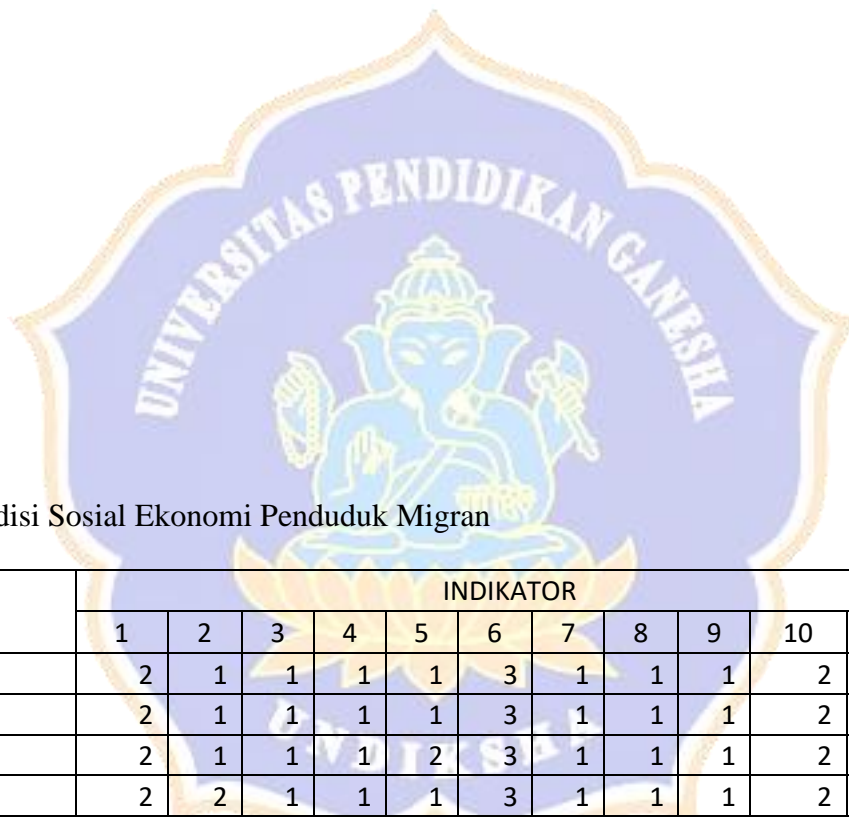 UNIVERSITAS PENDIDIKAN GANESHA
disi Sosial Ekonomi Penduduk Migran
INDIKATOR
1 2 3 4 5 6 7 8 9 10
2 1 1 1 1 3 1 1 1 2
2 1 1 1 1 3 1 1 1 2
2 1 1 1 2 3 1 1 1 2
2 2 1 1 1 3 1 1 1 2
UNDIKSHA